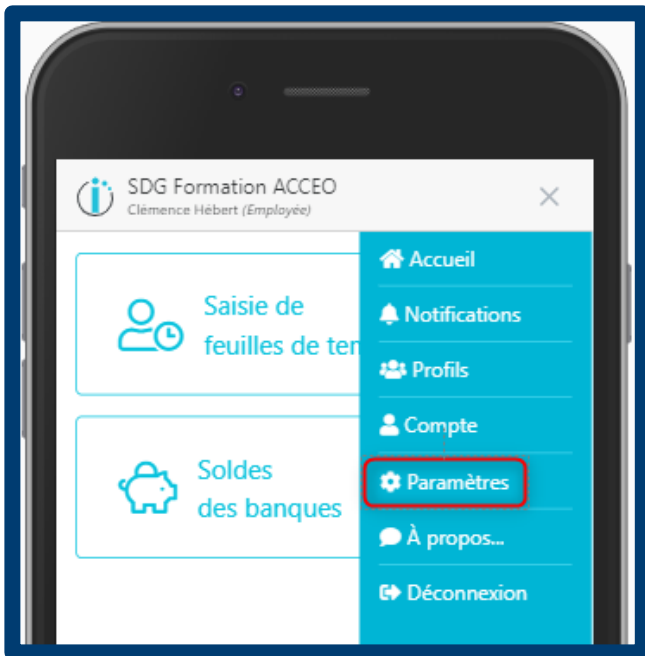 SDG Formation ACCEO
Clémence Hébert (Employée)
Saisie de
feuilles de
Soldes
des banques
Accueil
Notifications
Profils
Compte
Paramètres
À propos...
Déconnexion